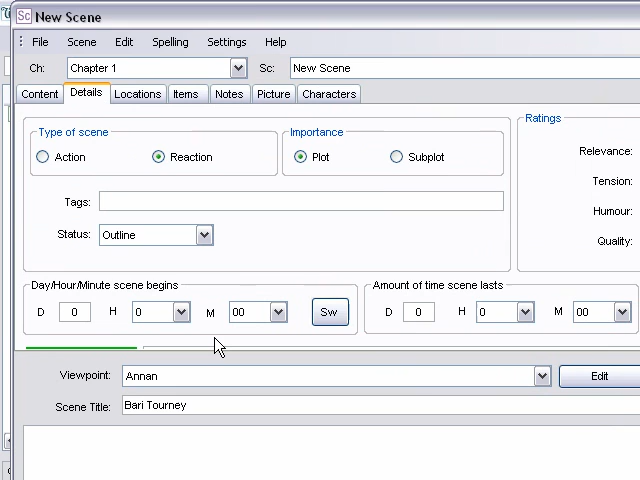 Sc New Scene
File Scene Edit Spelling Settings Help
Ch: Chapter 1 Sc: New Scene
Content Details Locations Items Notes Picture Characters
Type of scene Importance Ratings
Action Reaction Plot Subplot Relevance:
Tension:
Tags:
Humour:
Status: Outline
Quality:
Day/Hour/Minute scene begins Amount of time scene lasts
D 0 H 0 M 00 Sw D 0 H 0 M 00
Viewpoint: Annan Edit
Scene Title: Bari Tourney